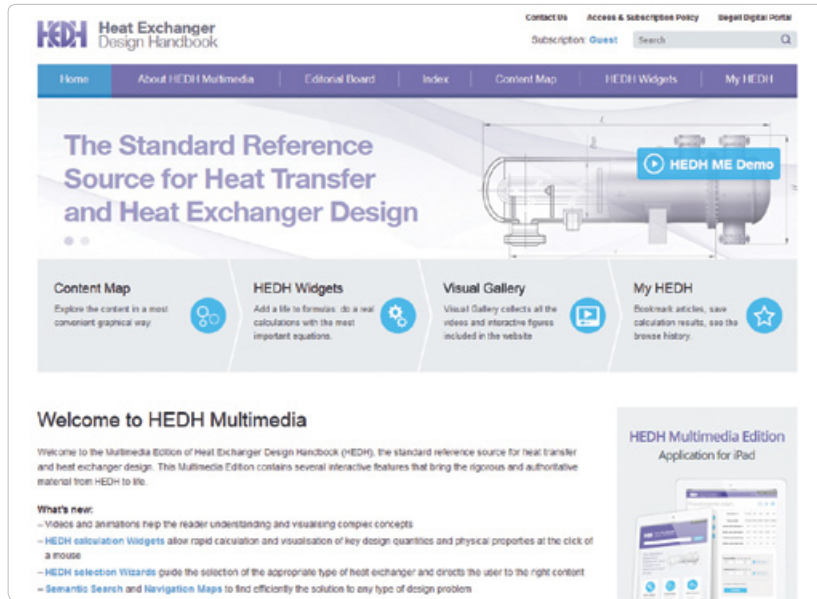 Contact Us Access & Subscription Policy Begell Digital Portal
HEDH Heat Exchanger
Design Handbook
Subscription: Guest Search
Home About HEDH Multimedia Editorial Board Index Content Map HEDH Widgets My HEDH
The Standard Reference
Source for Heat Transfer
and Heat Exchanger Design
HEDH ME Demo
Content Map
Explore the content in a most
convenient graphical way
HEDH Widgets
Add a life to formulas: do a real
calculations with the most
important equations.
Visual Gallery
Visual Gallery collects all the
videos and interactive figures
included in the website
My HEDH
Bookmark articles, save
calculation results, see the
browse history.
Welcome to HEDH Multimedia
Welcome to the Multimedia Edition of Heat Exchanger Design Handbook (HEDH), the standard reference source for heat transfer
and heat exchanger design. This Multimedia Edition contains several interactive features that bring the rigorous and authoritative
material from HEDH to life.
What's new:
– Videos and animations help the reader understanding and visualising complex concepts
– HEDH calculation Widgets allow rapid calculation and visualisation of key design quantities and physical properties at the click of
a mouse
– HEDH selection Wizards guide the selection of the appropriate type of heat exchanger and directs the user to the right content
– Semantic Search and Navigation Maps to find efficiently the solution to any type of design problem
HEDH Multimedia Edition
Application for iPad